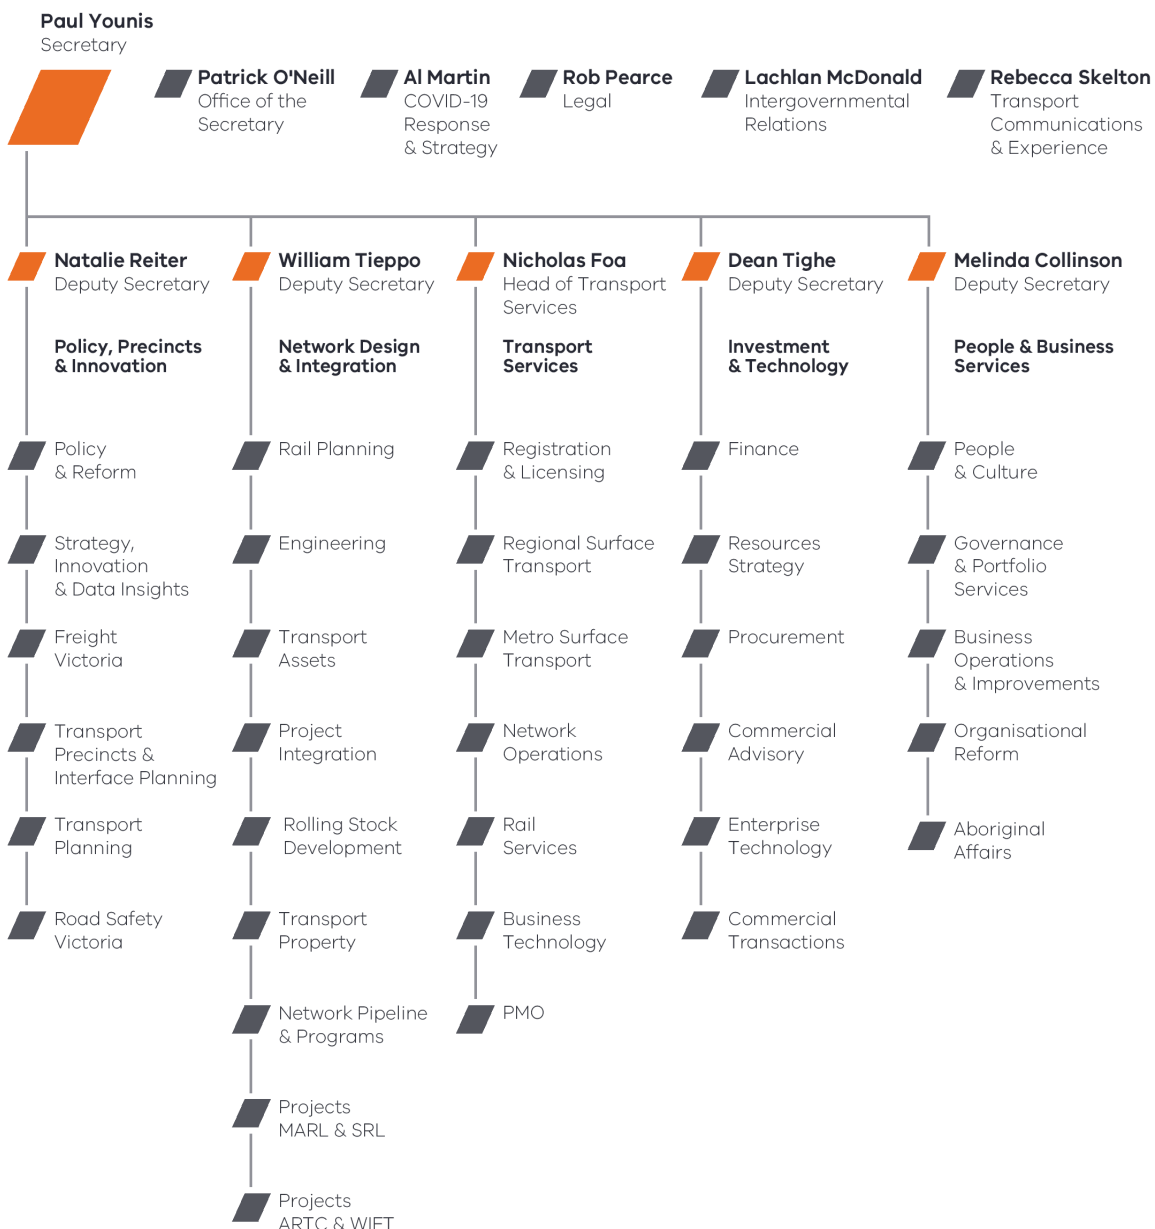 Paul Younis
Secretary
Patrick O'Neill
Office of the
Secretary
Al Martin
COVID-19
Response
& Strategy
Rob Pearce
Legal
Lachlan McDonald
Intergovernmental
Relations
Rebecca Skelton
Transport
Communications
& Experience
Natalie Reiter
Deputy Secretary
Policy, Precincts
& Innovation
Policy
& Reform
Strategy,
Innovation
& Data Insights
Freight
Victoria
Transport
Precincts &
Interface Planning
Transport
Planning
Road Safety
Victoria
William Tieppo
Deputy Secretary
Network Design
& Integration
Rail Planning
Engineering
Transport
Assets
Project
Integration
Rolling Stock
Development
Transport
Property
Network Pipeline
& Programs
Projects
MARL & SRL
Projects
ARTC & WIFT
Nicholas Foa
Head of Transport
Services
Transport
Services
Registration
& Licensing
Regional Surface
Transport
Metro Surface
Transport
Network
Operations
Rail
Services
Business
Technology
PMO
Dean Tighe
Deputy Secretary
Investment
& Technology
Finance
Resources
Strategy
Procurement
Commercial
Advisory
Enterprise
Technology
Commercial
Transactions
Melinda Collinson
Deputy Secretary
People & Business
Services
People
& Culture
Governance
& Portfolio
Services
Business
Operations
& Improvements
Organisational
Reform
Aboriginal
Affairs